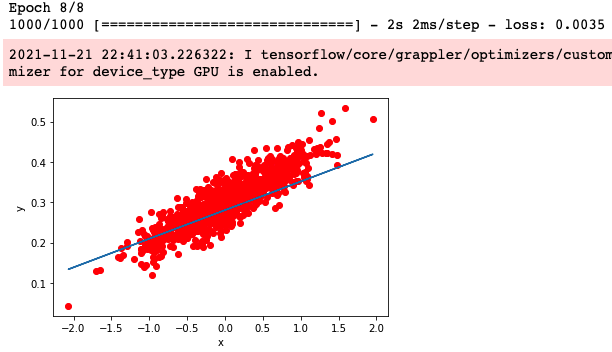 Epoch 8/8
1000/1000 [==============================] - 2s 2ms/step - loss: 0.0035
2021-11-21 22:41:03.226322: I tensorflow/core/grappler/optimizers/custom
mizer for device_type GPU is enabled.
0.5
0.4
0.3
0.2
0.1
y
−2.0 −1.5 −1.0 −0.5 0.0 0.5 1.0 1.5 2.0
x